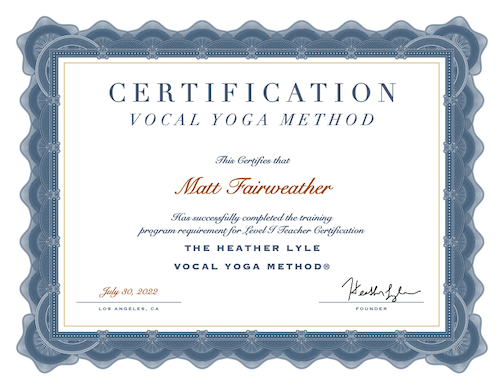 CERTIFICATION
VOCAL YOGA METHOD
This Certifies that
Matt Fairweather
Has successfully completed the training
program requirement for Level I Teacher Certification
THE HEATHER LYLE
VOCAL YOGA METHOD®
July 30, 2022
Heather Lyle
LOS ANGELES, CA
FOUNDER